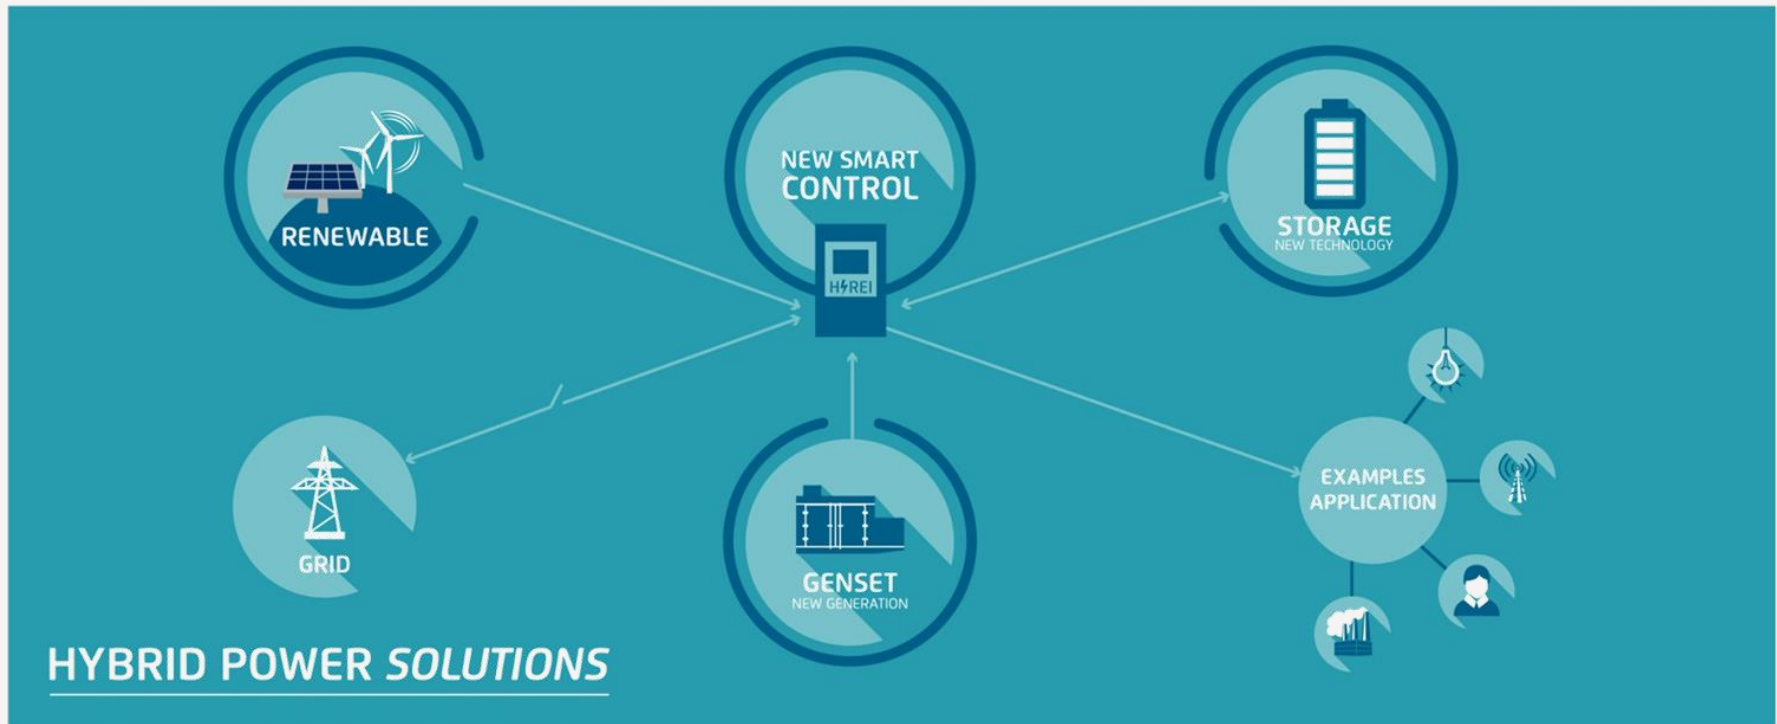 NEW SMART
CONTROL
H⚡REI
RENEWABLE
STORAGE
NEW TECHNOLOGY
GRID
GENSET
NEW GENERATION
EXAMPLES
APPLICATION
HYBRID POWER SOLUTIONS